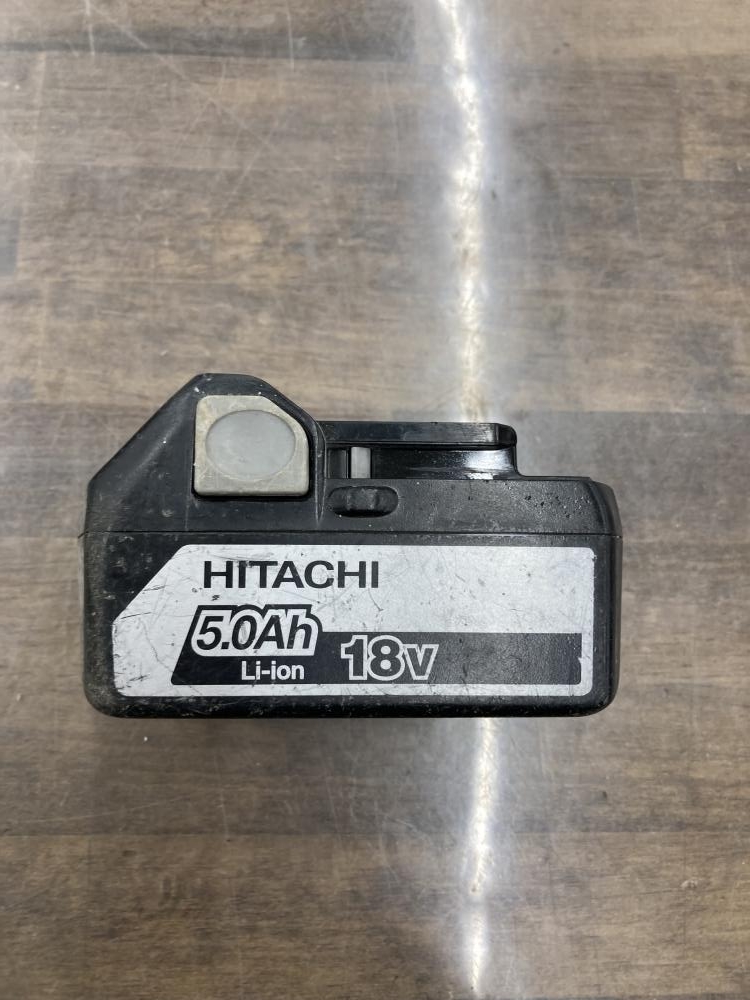 HITACHI
5.0Ah
Li-ion
18V